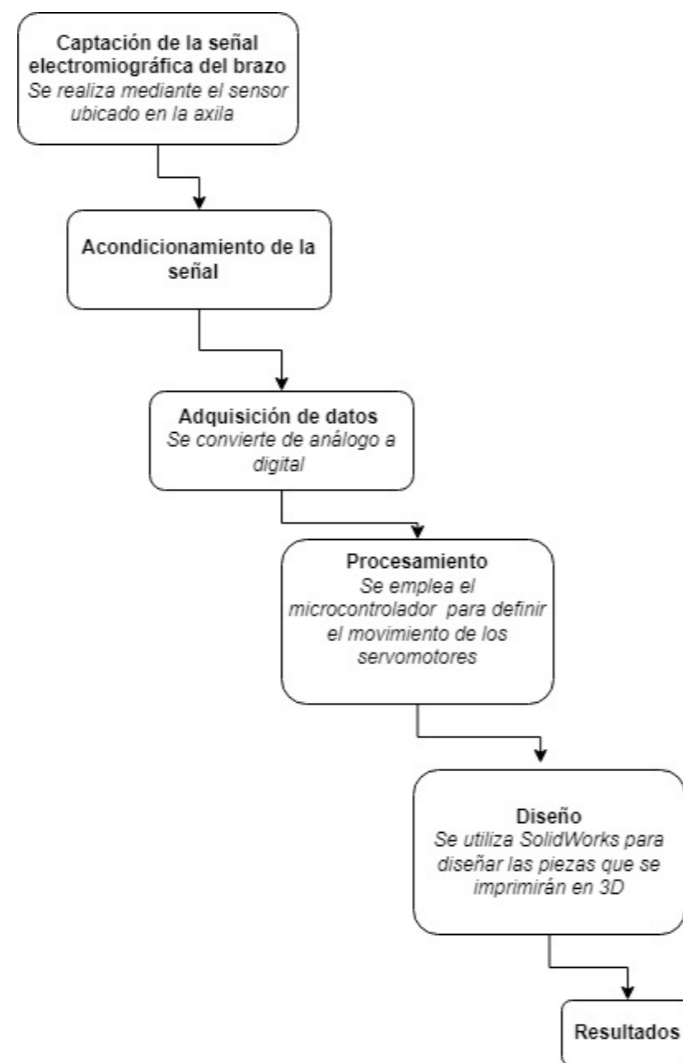 Captación de la señal
electromiográfica del brazo
Se realiza mediante el sensor
ubicado en la axila
Acondicionamiento de la
señal
Adquisición de datos
Se convierte de análogo a
digital
Procesamiento
Se emplea el
microcontrolador para definir
el movimiento de los
servomotores
Diseño
Se utiliza SolidWorks para
diseñar las piezas que se
imprimirán en 3D
Resultados